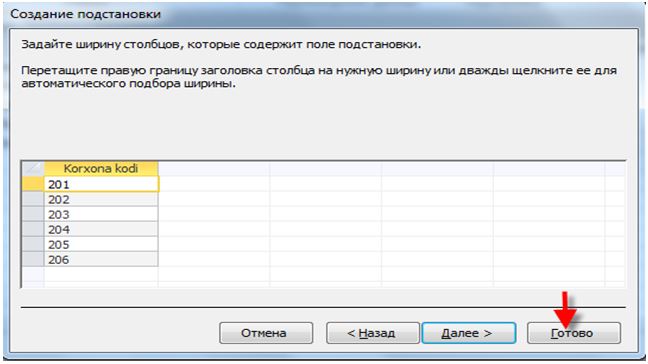 Создание подстановки
Задайте ширину столбцов, которые содержит поле подстановки.
Перетащите правую границу заголовка столбца на нужную ширину или дважды щелкните ее для
автоматического подбора ширины.
Korxona kodi
201
202
203
204
205
206
Отмена < Назад Далее > Готово